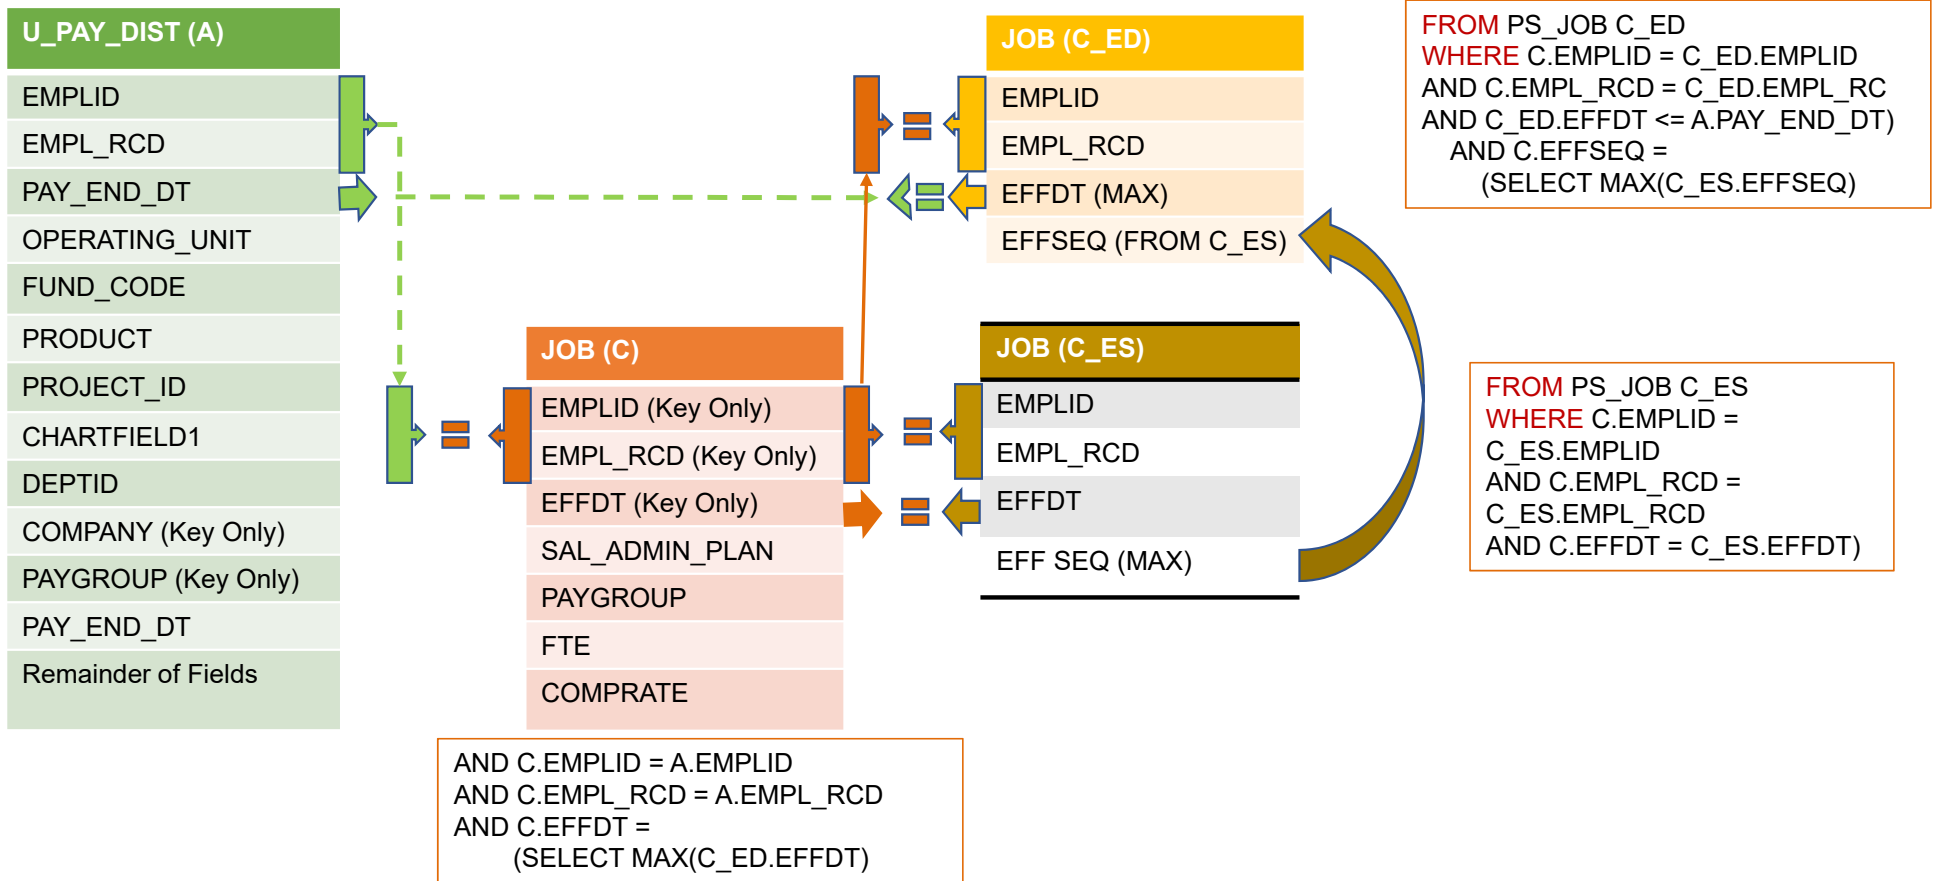 U_PAY_DIST (A)
EMPLID
EMPL_RCD
PAY_END_DT
OPERATING_UNIT
FUND_CODE
PRODUCT
PROJECT_ID
CHARTFIELD1
DEPTID
COMPANY (Key Only)
PAYGROUP (Key Only)
PAY_END_DT
Remainder of Fields
JOB (C)
EMPLID (Key Only)
EMPL_RCD (Key Only)
EFFDT (Key Only)
SAL_ADMIN_PLAN
PAYGROUP
FTE
COMPRATE
AND C.EMPLID = A.EMPLID
AND C.EMPL_RCD = A.EMPL_RCD
AND C.EFFDT =
(SELECT MAX(C_ED.EFFDT)
JOB (C_ED)
EMPLID
EMPL_RCD
EFFDT (MAX)
EFFSEQ (FROM C_ES)
JOB (C_ES)
EMPLID
EMPL_RCD
EFFDT
EFF SEQ (MAX)
FROM PS_JOB C_ED
WHERE C.EMPLID = C_ED.EMPLID
AND C.EMPL_RCD = C_ED.EMPL_RC
AND C_ED.EFFDT <= A.PAY_END_DT)
AND C.EFFSEQ =
(SELECT MAX(C_ES.EFFSEQ)
FROM PS_JOB C_ES
WHERE C.EMPLID =
C_ES.EMPLID
AND C.EMPL_RCD =
C_ES.EMPL_RCD
AND C.EFFDT = C_ES.EFFDT)